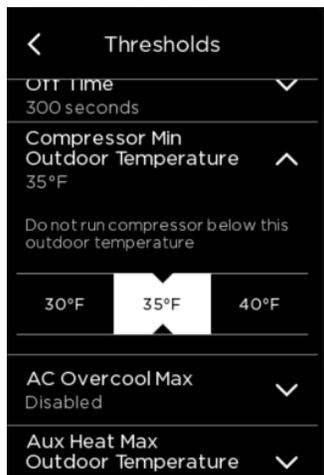 Thresholds
Off Time
300 seconds
Compressor Min
Outdoor Temperature
35°F
Do not run compressor below this
outdoor temperature
30°F 35°F 40°F
AC Overcool Max
Disabled
Aux Heat Max
Outdoor Temperature